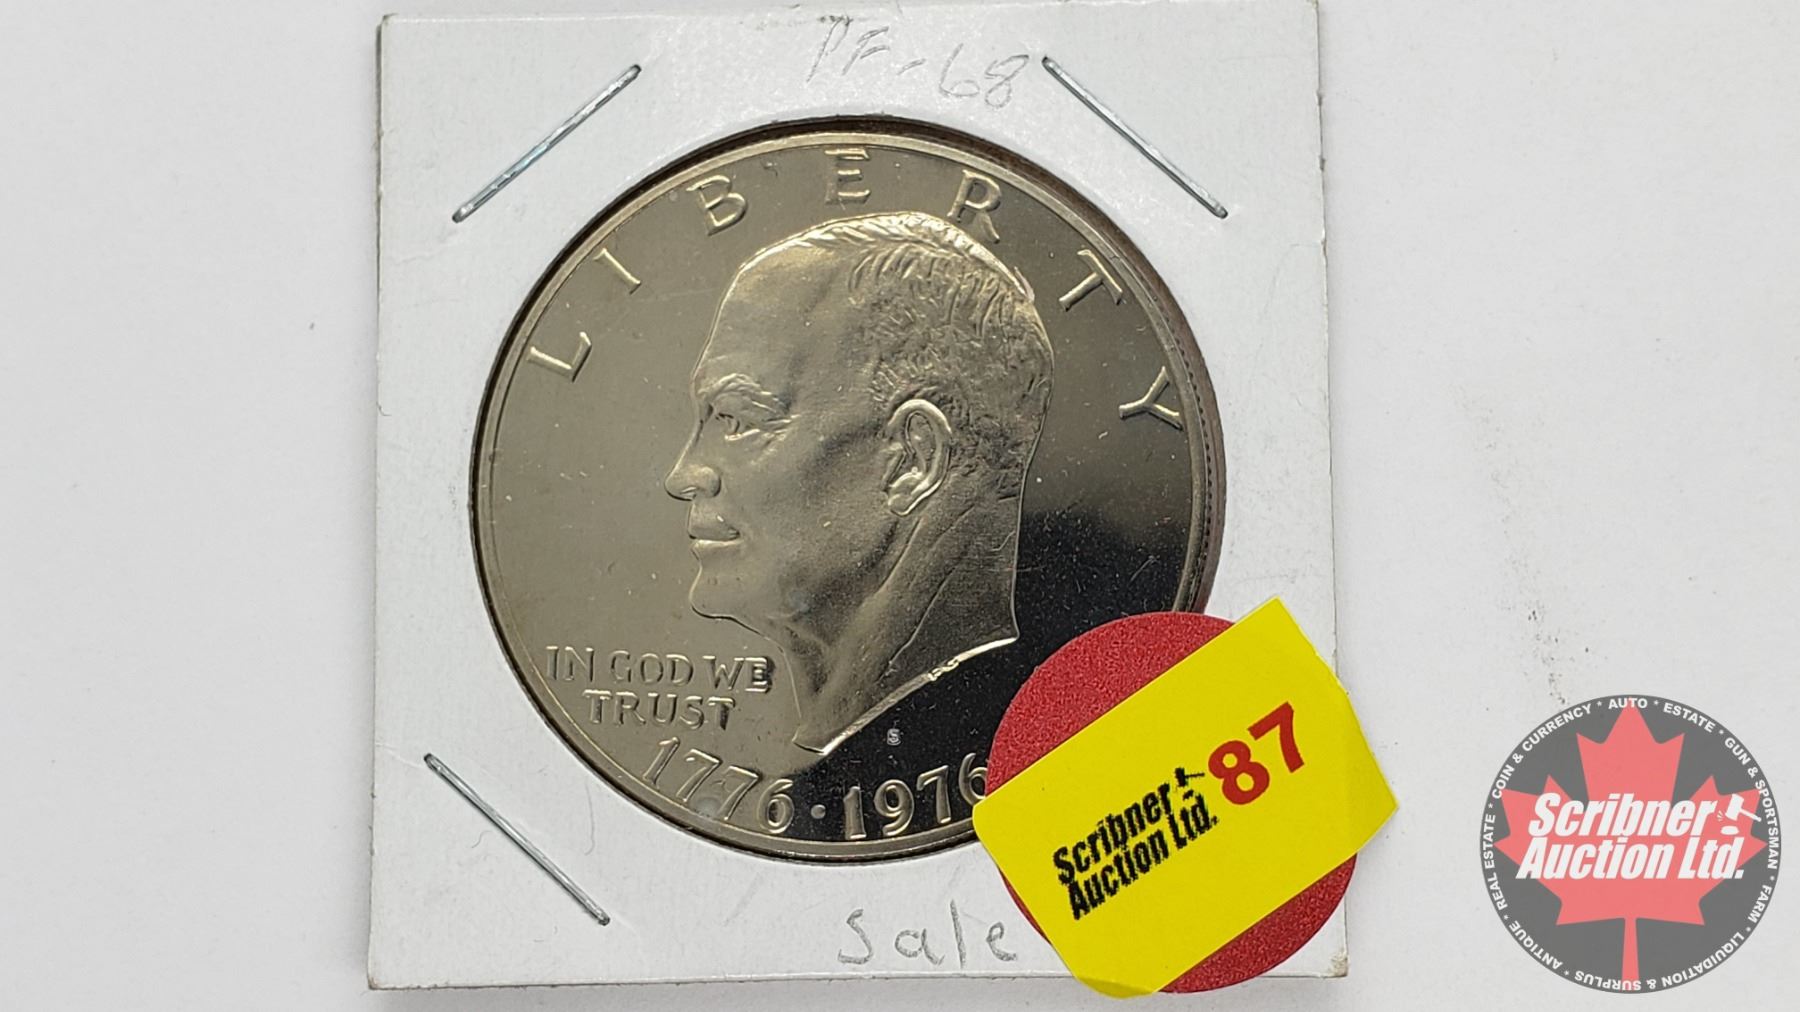 PF-68
LIBERTY
IN GOD WE
TRUST
S
1776·1976
Sale
87
Scribner
Auction Ltd.
* AUTO * ESTATE * GUN & SPORTSMAN * FARM * LIQUIDATION & SURPLUS * ANTIQUE * REAL ESTATE * COIN & CURRENCY
Scribner
Auction Ltd.